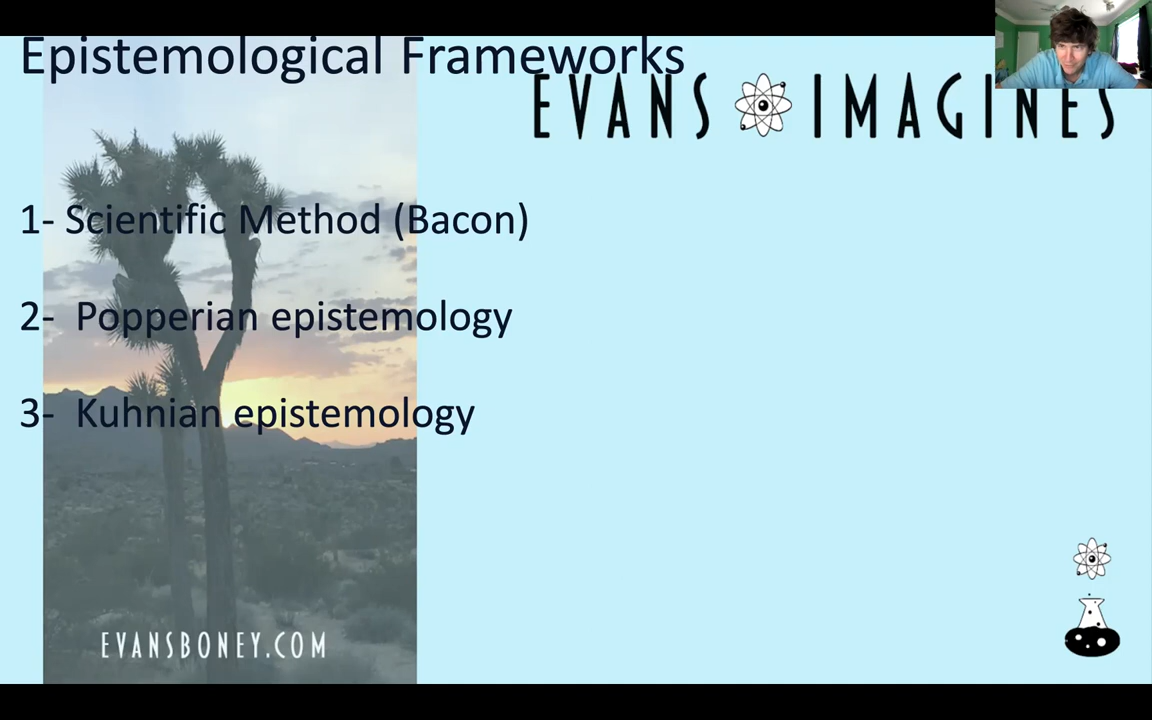 Epistemological Frameworks
EVANS IMAGINES
1- Scientific Method (Bacon)
2- Popperian epistemology
3- Kuhnian epistemology
EVANSBONEY.COM